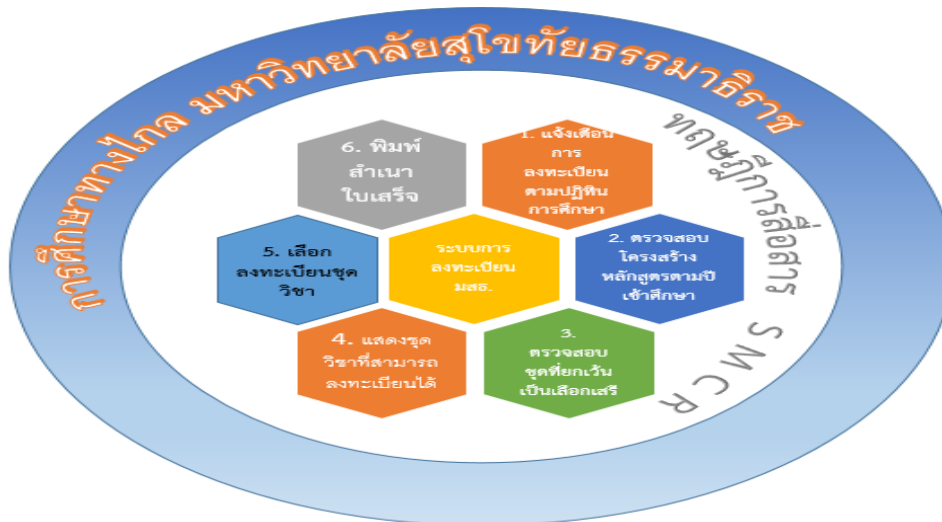 การศึกษาทางไกล มหาวิทยาลัยสุโขทัยธรรมาธิราช
ทฤษฎีการสื่อสาร SMCR
1. แจ้งเตือน
การ
ลงทะเบียน
ตามปฏิทิน
การศึกษา
2. ตรวจสอบ
โครงสร้าง
หลักสูตรตามปี
เข้าศึกษา
3.
ตรวจสอบ
ชุดที่ยกเว้น
เป็นเลือกเสรี
4. แสดงชุด
วิชาที่สามารถ
ลงทะเบียนได้
5. เลือก
ลงทะเบียนชุด
วิชา
6. พิมพ์
สำเนา
ใบเสร็จ
ระบบการ
ลงทะเบียน
มสธ.